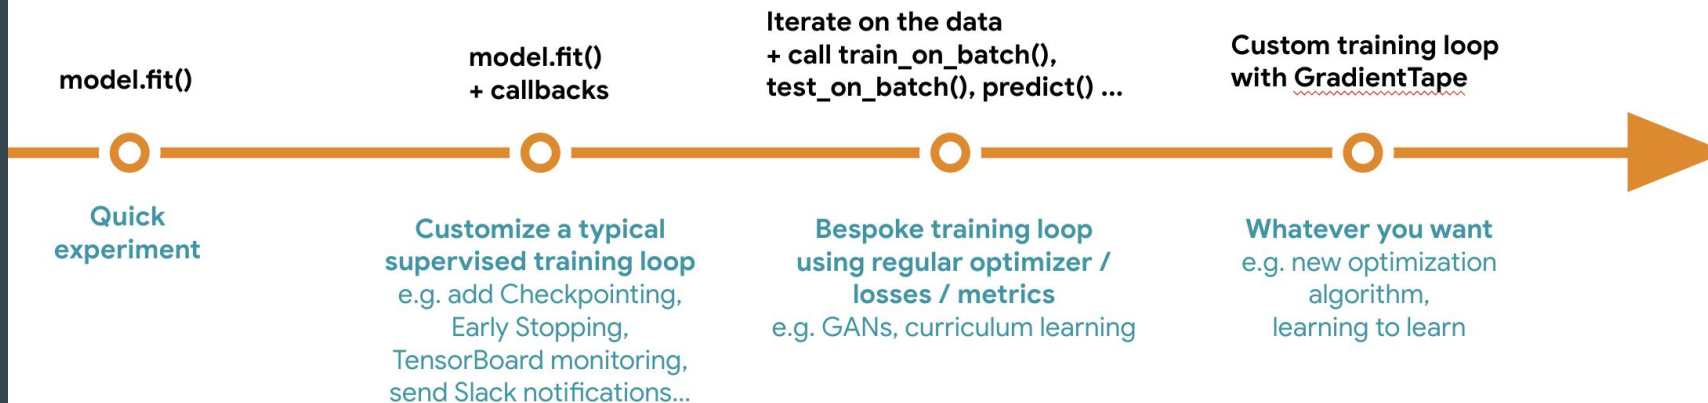 model.fit()
model.fit()
+ callbacks
Iterate on the data
+ call train_on_batch(),
test_on_batch(), predict() ...
Custom training loop
with GradientTape
Quick
experiment
Customize a typical
supervised training loop
e.g. add Checkpointing,
Early Stopping,
TensorBoard monitoring,
send Slack notifications...
Bespoke training loop
using regular optimizer /
losses / metrics
e.g. GANs, curriculum learning
Whatever you want
e.g. new optimization
algorithm,
learning to learn